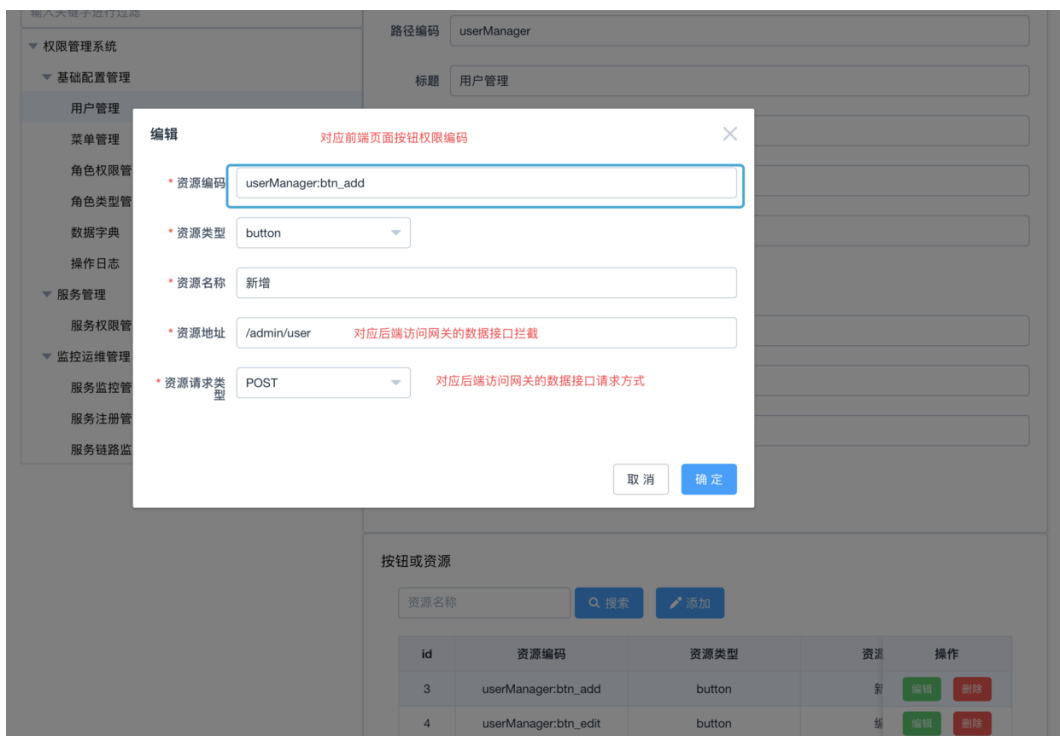 输入关键字进行过滤
权限管理系统
基础配置管理
用户管理
菜单管理
角色权限管
角色类型管
数据字典
操作日志
服务管理
服务权限管
监控运维管理
服务监控管
服务注册管
服务链路监
路径编码 userManager
标题 用户管理
编辑 对应前端页面按钮权限编码
* 资源编码 userManager:btn_add
* 资源类型 button
* 资源名称 新增
* 资源地址 /admin/user 对应后端访问网关的数据接口拦截
* 资源请求类型 POST 对应后端访问网关的数据接口请求方式
取 消 确 定
按钮或资源
资源名称 搜索 添加
id 资源编码 资源类型 资源 操作
3 userManager:btn_add button 编辑 删除
4 userManager:btn_edit button 编辑 删除